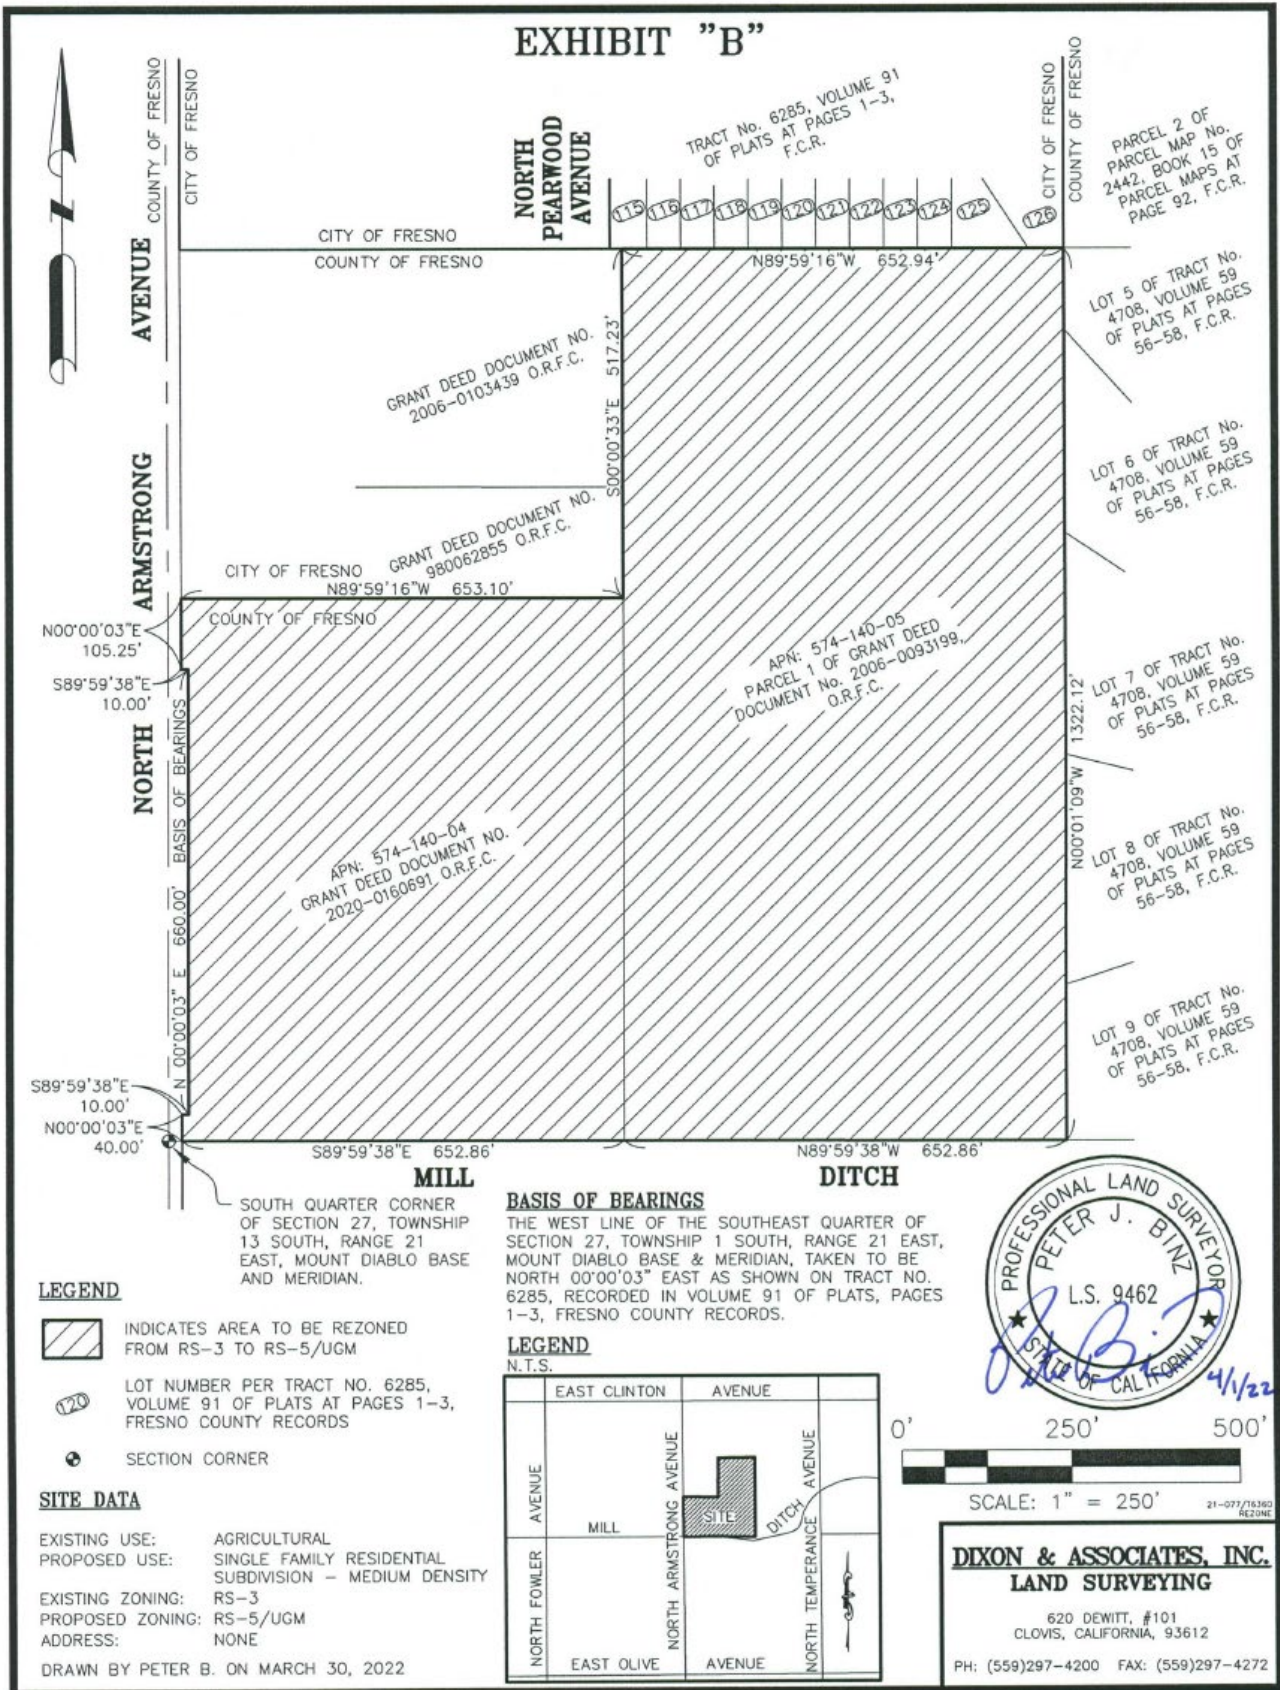 EXHIBIT "B"
COUNTY OF FRESNO
CITY OF FRESNO
NORTH
PEARWOOD
AVENUE
TRACT No. 6285, VOLUME 91
OF PLATS AT PAGES 1-3,
F.C.R.
CITY OF FRESNO
COUNTY OF FRESNO
PARCEL 2 OF
PARCEL MAP No.
2442, BOOK 15 OF
PARCEL MAPS AT
PAGE 92, F.C.R.
115
116
117
118
119
120
121
122
123
124
125
126
CITY OF FRESNO
COUNTY OF FRESNO
N89°59'16"W 652.94'
NORTH ARMSTRONG AVENUE
GRANT DEED DOCUMENT NO.
2006-0103439 O.R.F.C.
S00°00'33"E 517.23'
LOT 5 OF TRACT No.
4708, VOLUME 59
OF PLATS AT PAGES
56-58, F.C.R.
LOT 6 OF TRACT No.
4708, VOLUME 59
OF PLATS AT PAGES
56-58, F.C.R.
GRANT DEED DOCUMENT NO.
980062855 O.R.F.C.
CITY OF FRESNO
N89°59'16"W 653.10'
COUNTY OF FRESNO
N00°00'03"E
105.25'
S89°59'38"E
10.00'
APN: 574-140-05
PARCEL 1 OF GRANT DEED
DOCUMENT No. 2006-0093199,
O.R.F.C.
LOT 7 OF TRACT No.
4708, VOLUME 59
OF PLATS AT PAGES
56-58, F.C.R.
N00°01'09"W 1322.12'
N 00°00'03" E 660.00' BASIS OF BEARINGS
APN: 574-140-04
GRANT DEED DOCUMENT NO.
2020-0160691 O.R.F.C.
LOT 8 OF TRACT No.
4708, VOLUME 59
OF PLATS AT PAGES
56-58, F.C.R.
LOT 9 OF TRACT No.
4708, VOLUME 59
OF PLATS AT PAGES
56-58, F.C.R.
S89°59'38"E
10.00'
N00°00'03"E
40.00'
S89°59'38"E 652.86'
N89°59'38"W 652.86'
MILL DITCH
SOUTH QUARTER CORNER
OF SECTION 27, TOWNSHIP
13 SOUTH, RANGE 21
EAST, MOUNT DIABLO BASE
AND MERIDIAN.
BASIS OF BEARINGS
THE WEST LINE OF THE SOUTHEAST QUARTER OF
SECTION 27, TOWNSHIP 1 SOUTH, RANGE 21 EAST,
MOUNT DIABLO BASE & MERIDIAN, TAKEN TO BE
NORTH 00°00'03" EAST AS SHOWN ON TRACT NO.
6285, RECORDED IN VOLUME 91 OF PLATS, PAGES
1-3, FRESNO COUNTY RECORDS.
PROFESSIONAL LAND SURVEYOR
PETER J. BINZ
L.S. 9462
STATE OF CALIFORNIA
4/1/22
LEGEND
INDICATES AREA TO BE REZONED
FROM RS-3 TO RS-5/UGM
120
LOT NUMBER PER TRACT NO. 6285,
VOLUME 91 OF PLATS AT PAGES 1-3,
FRESNO COUNTY RECORDS
SECTION CORNER
SITE DATA
EXISTING USE: AGRICULTURAL
PROPOSED USE: SINGLE FAMILY RESIDENTIAL
SUBDIVISION - MEDIUM DENSITY
EXISTING ZONING: RS-3
PROPOSED ZONING: RS-5/UGM
ADDRESS: NONE
DRAWN BY PETER B. ON MARCH 30, 2022
LEGEND
N.T.S.
EAST CLINTON AVENUE
NORTH FOWLER AVENUE
NORTH ARMSTRONG AVENUE
NORTH TEMPERANCE AVENUE
SITE
MILL
DITCH
EAST OLIVE AVENUE
0' 250' 500'
SCALE: 1" = 250'
21-077/T6360
REZONE
DIXON & ASSOCIATES, INC.
LAND SURVEYING
620 DEWITT, #101
CLOVIS, CALIFORNIA, 93612
PH: (559)297-4200 FAX: (559)297-4272